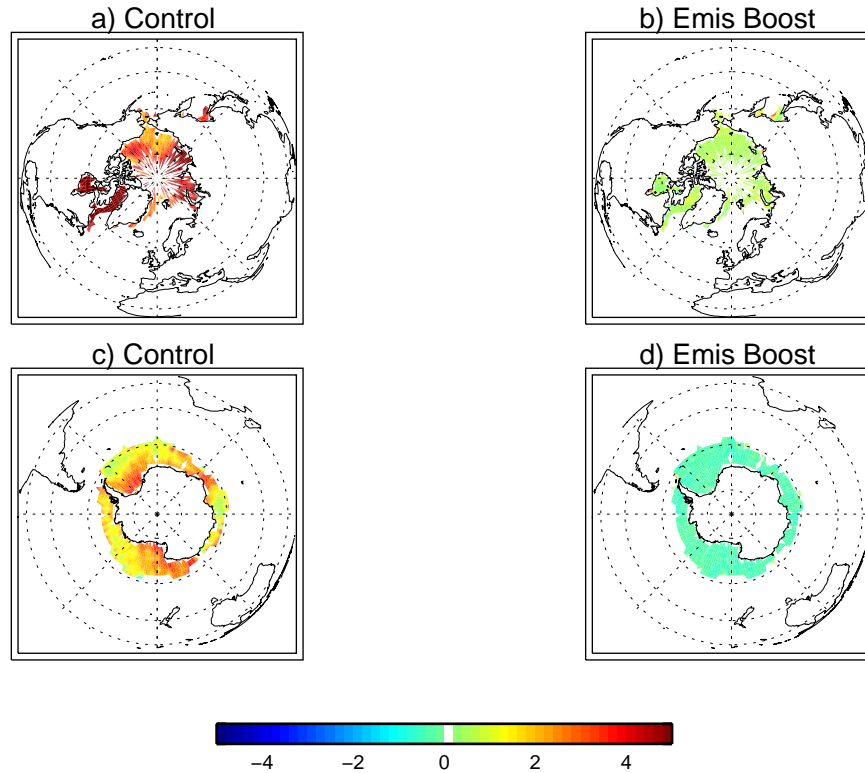 a) Control
b) Emis Boost
c) Control
d) Emis Boost
−4 −2 0 2 4